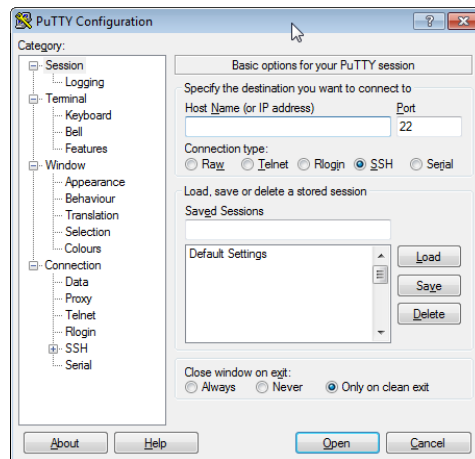 PuTTY Configuration
Category:
Session
Logging
Terminal
Keyboard
Bell
Features
Window
Appearance
Behaviour
Translation
Selection
Colours
Connection
Data
Proxy
Telnet
Rlogin
SSH
Serial
Basic options for your PuTTY session
Specify the destination you want to connect to
Host Name (or IP address) Port
22
Connection type:
Raw Telnet Rlogin SSH Serial
Load, save or delete a stored session
Saved Sessions
Default Settings
Load
Save
Delete
Close window on exit:
Always Never Only on clean exit
About Help Open Cancel